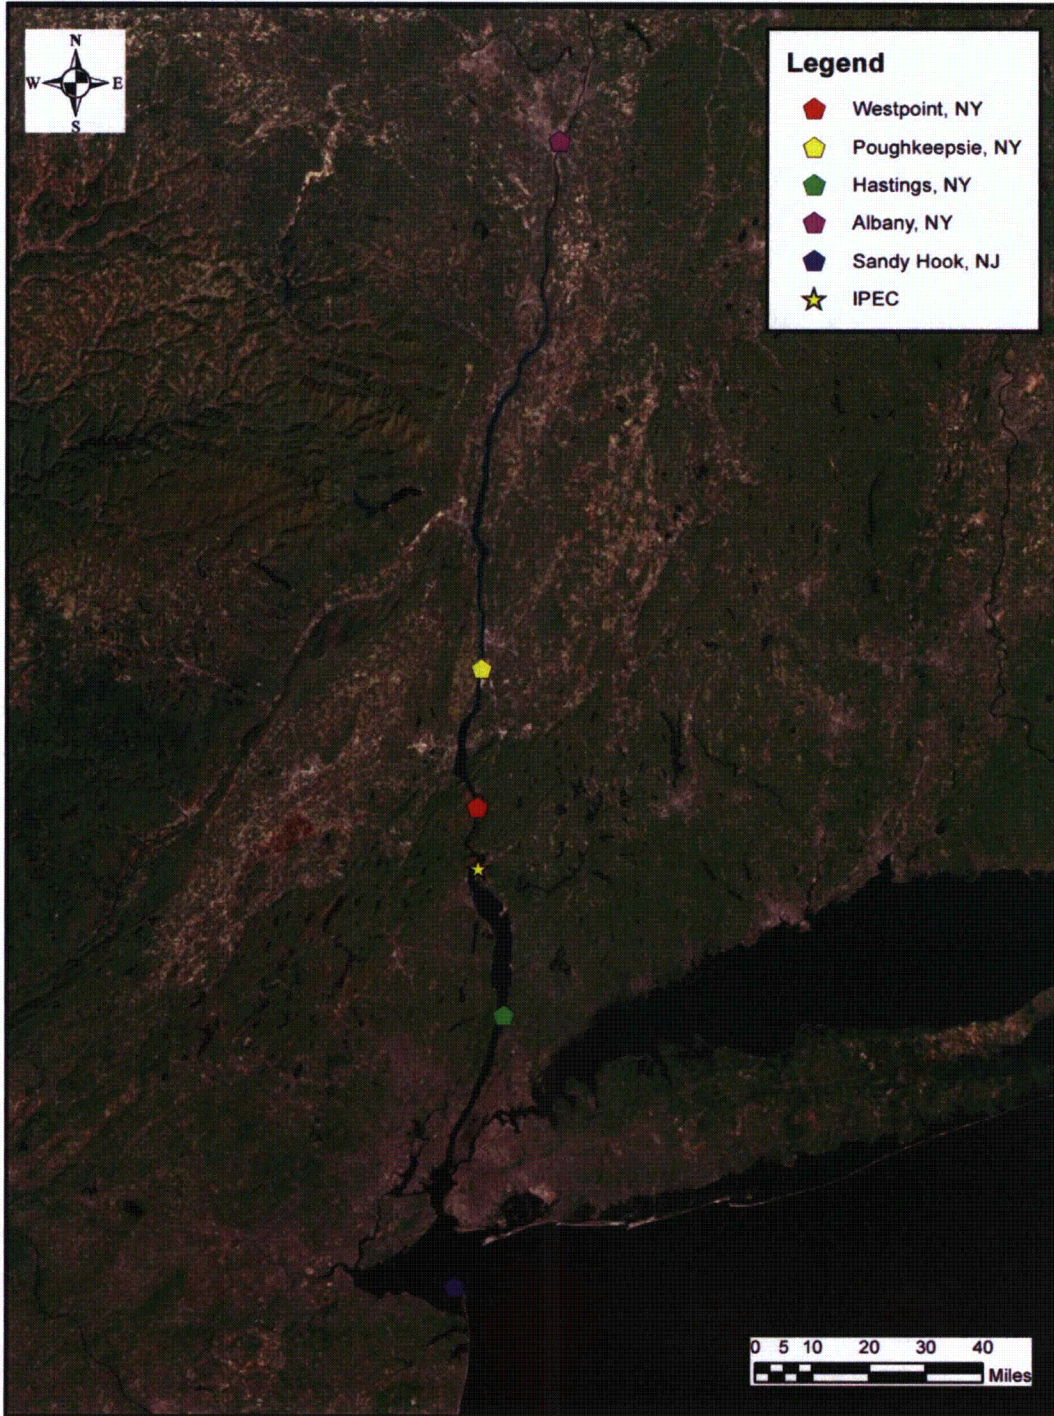 N
W E
S
Legend
Westpoint, NY
Poughkeepsie, NY
Hastings, NY
Albany, NY
Sandy Hook, NJ
IPEC
0 5 10 20 30 40
Miles